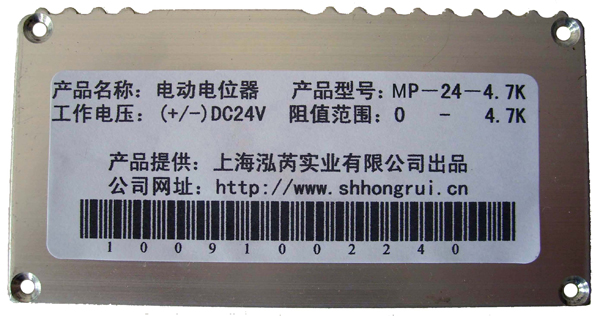 产品名称：电动电位器 产品型号：MP－24－4.7K
工作电压：(+/-)DC24V 阻值范围：0 - 4.7K
产品提供：上海泓芮实业有限公司出品
公司网址：http://www.shhongrui.cn
10091002240